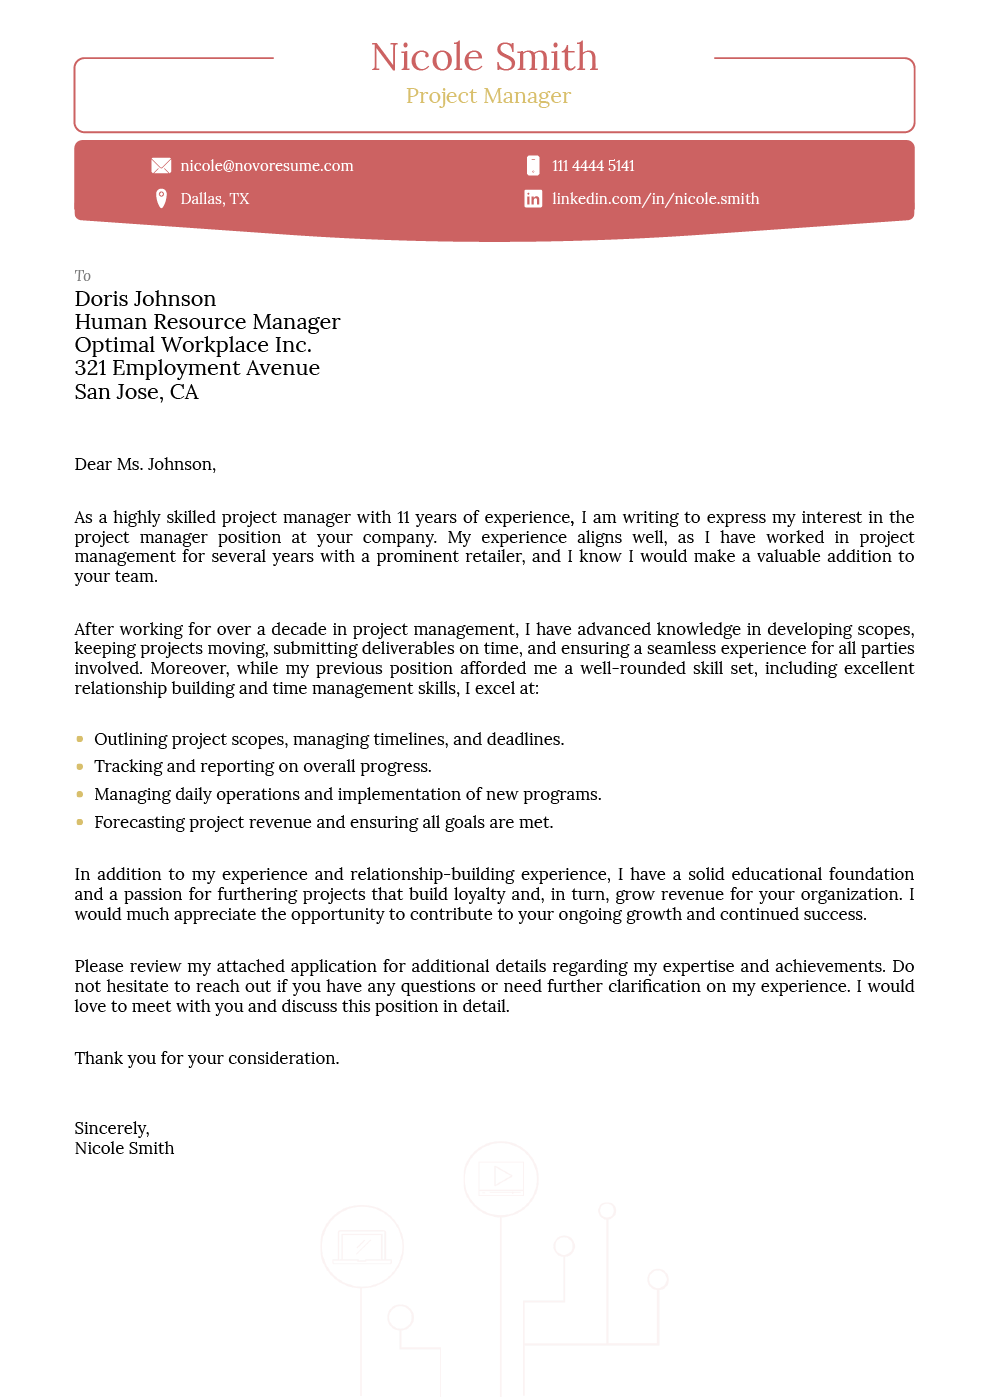 Nicole Smith
Project Manager
nicole@novoresume.com
111 4444 5141
Dallas, TX
linkedin.com/in/nicole.smith
To
Doris Johnson
Human Resource Manager
Optimal Workplace Inc.
321 Employment Avenue
San Jose, CA
Dear Ms. Johnson,
As a highly skilled project manager with 11 years of experience, I am writing to express my interest in the
project manager position at your company. My experience aligns well, as I have worked in project
management for several years with a prominent retailer, and I know I would make a valuable addition to
your team.
After working for over a decade in project management, I have advanced knowledge in developing scopes,
keeping projects moving, submitting deliverables on time, and ensuring a seamless experience for all parties
involved. Moreover, while my previous position afforded me a well-rounded skill set, including excellent
relationship building and time management skills, I excel at:
• Outlining project scopes, managing timelines, and deadlines.
• Tracking and reporting on overall progress.
• Managing daily operations and implementation of new programs.
• Forecasting project revenue and ensuring all goals are met.
In addition to my experience and relationship-building experience, I have a solid educational foundation
and a passion for furthering projects that build loyalty and, in turn, grow revenue for your organization. I
would much appreciate the opportunity to contribute to your ongoing growth and continued success.
Please review my attached application for additional details regarding my expertise and achievements. Do
not hesitate to reach out if you have any questions or need further clarification on my experience. I would
love to meet with you and discuss this position in detail.
Thank you for your consideration.
Sincerely,
Nicole Smith